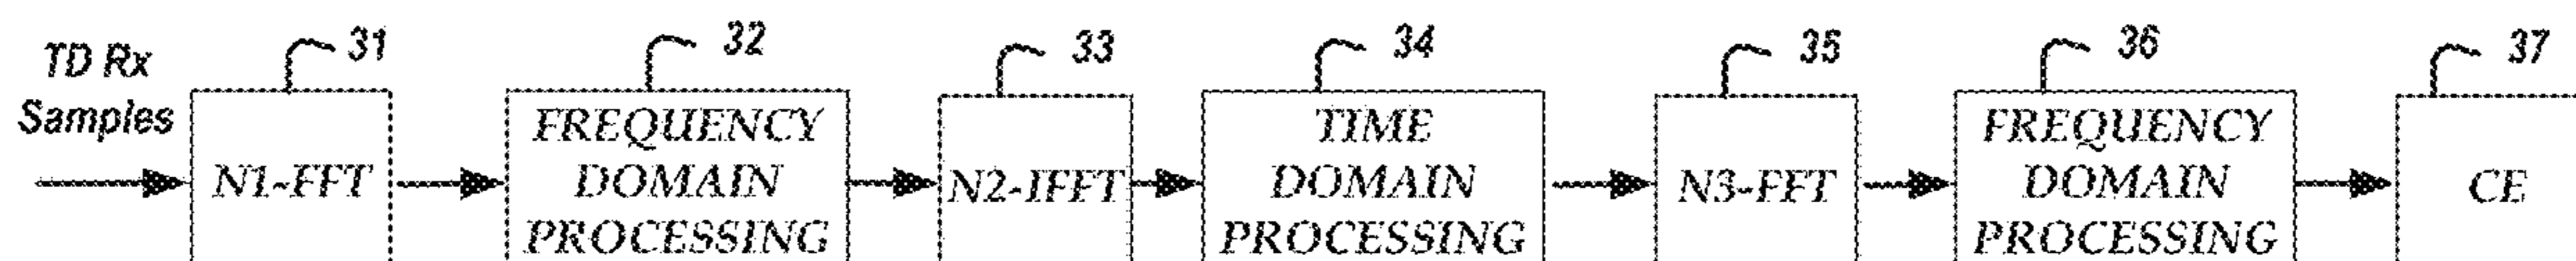 TD Rx
Samples
31
N1-FFT
32
FREQUENCY
DOMAIN
PROCESSING
33
N2-IFFT
34
TIME
DOMAIN
PROCESSING
35
N3-FFT
36
FREQUENCY
DOMAIN
PROCESSING
37
CE